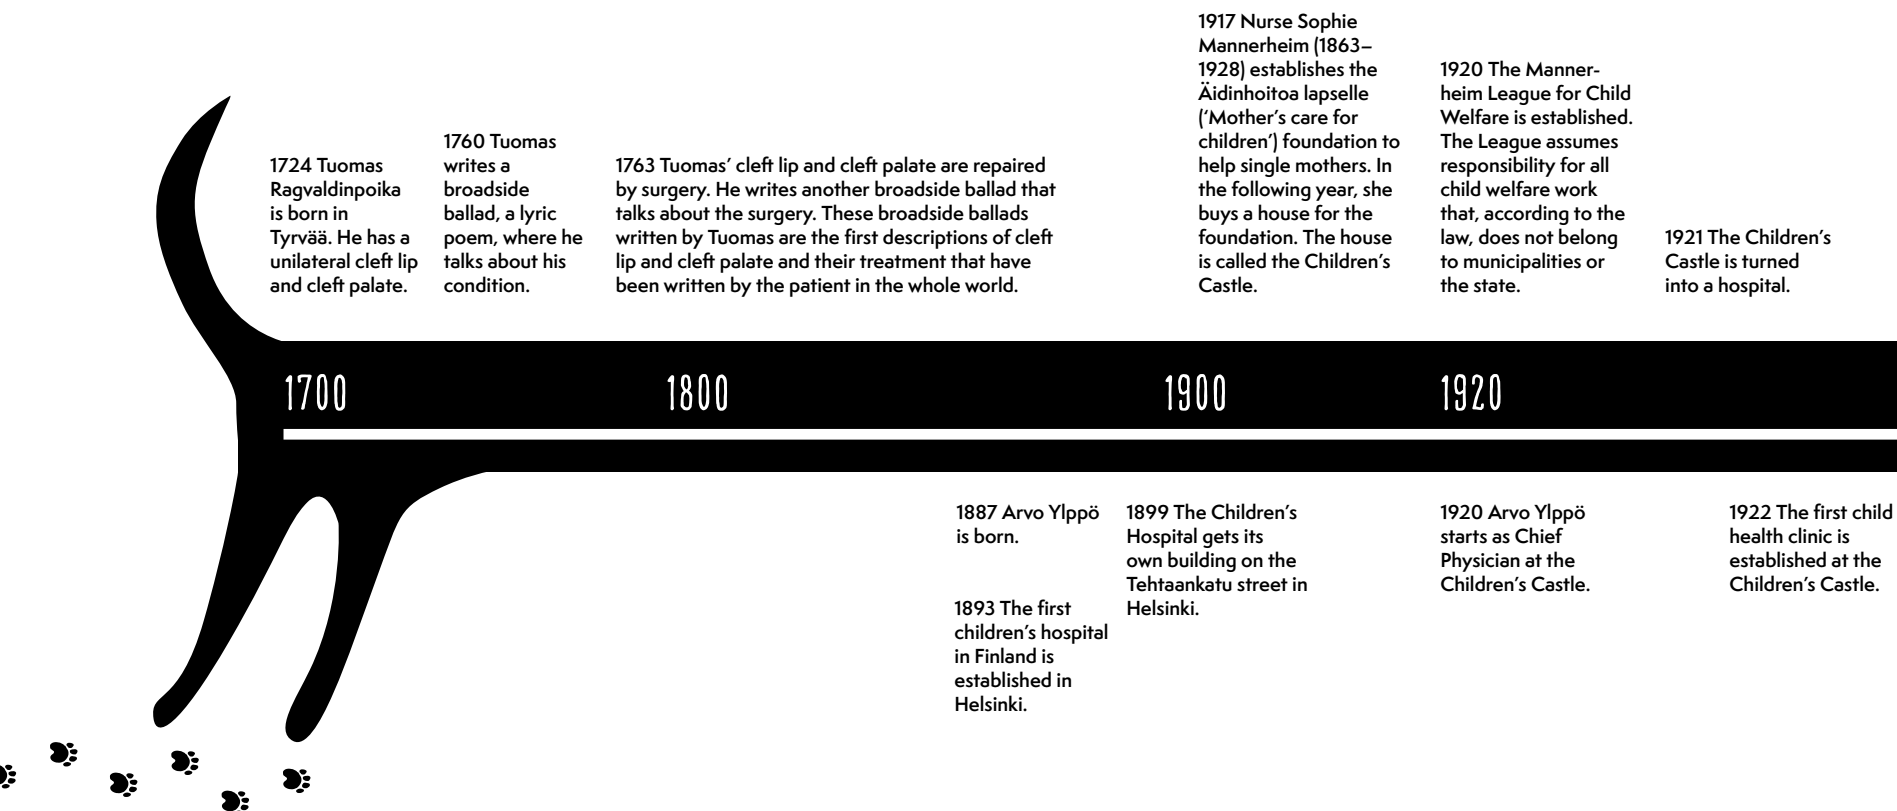 1724 Tuomas
Ragvaldinpoika
is born in
Tyrvää. He has a
unilateral cleft lip
and cleft palate.
1760 Tuomas
writes a
broadside
ballad, a lyric
poem, where he
talks about his
condition.
1763 Tuomas’ cleft lip and cleft palate are repaired
by surgery. He writes another broadside ballad that
talks about the surgery. These broadside ballads
written by Tuomas are the first descriptions of cleft
lip and cleft palate and their treatment that have
been written by the patient in the whole world.
1917 Nurse Sophie
Mannerheim (1863–
1928) establishes the
Äidinhoitoa lapselle
(‘Mother’s care for
children’) foundation to
help single mothers. In
the following year, she
buys a house for the
foundation. The house
is called the Children’s
Castle.
1920 The Manner-
heim League for Child
Welfare is established.
The League assumes
responsibility for all
child welfare work
that, according to the
law, does not belong
to municipalities or
the state.
1921 The Children’s
Castle is turned
into a hospital.
1700
1800
1900
1920
1887 Arvo Ylppö
is born.
1893 The first
children’s hospital
in Finland is
established in
Helsinki.
1899 The Children’s
Hospital gets its
own building on the
Tehtaankatu street in
Helsinki.
1920 Arvo Ylppö
starts as Chief
Physician at the
Children’s Castle.
1922 The first child
health clinic is
established at the
Children’s Castle.